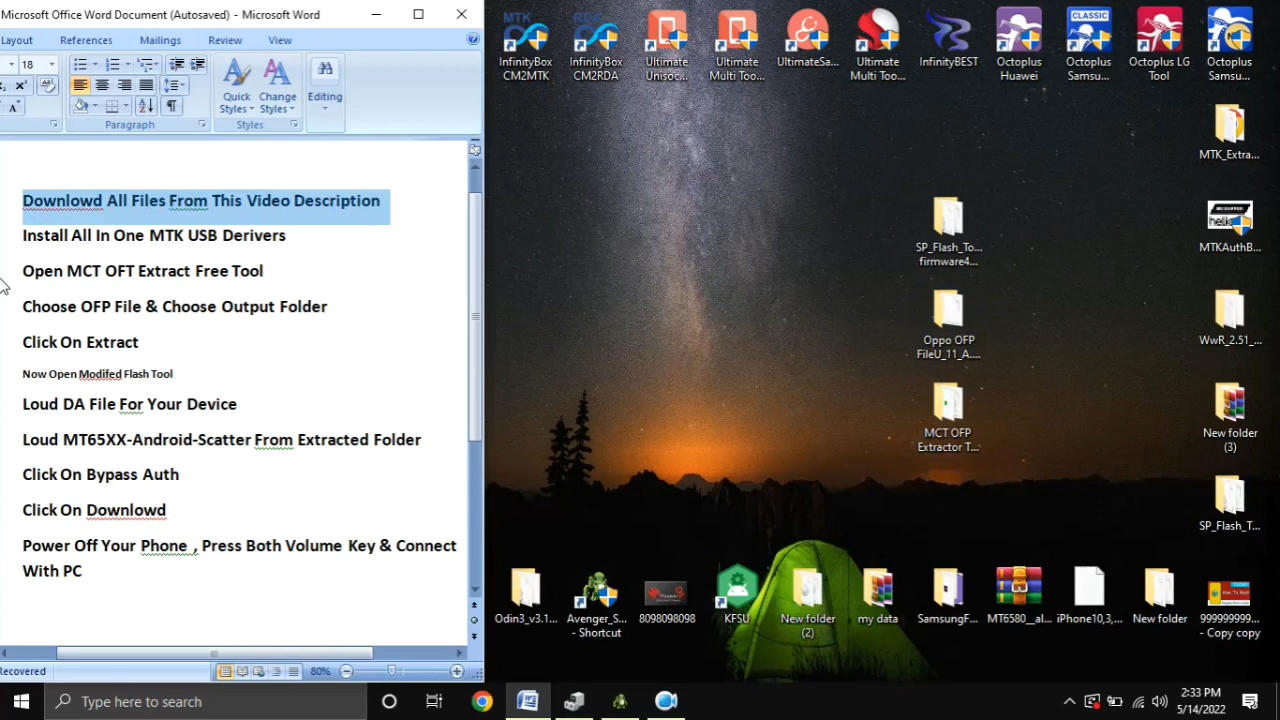 Microsoft Office Word Document (Autosaved) - Microsoft Word
Layout References Mailings Review View
18
Quick Styles
Change Styles
Editing
Paragraph
Styles
Downlowd All Files From This Video Description
Install All In One MTK USB Derivers
Open MCT OFT Extract Free Tool
Choose OFP File & Choose Output Folder
Click On Extract
Now Open Modifed Flash Tool
Loud DA File For Your Device
Loud MT65XX-Android-Scatter From Extracted Folder
Click On Bypass Auth
Click On Downlowd
Power Off Your Phone , Press Both Volume Key & Connect
With PC
Recovered
80%
InfinityBox CM2MTK
InfinityBox CM2RDA
Ultimate Unisoc...
Ultimate Multi Too...
UltimateSa...
Ultimate Multi Too...
InfinityBEST
Octoplus Huawei
Octoplus Samsu...
Octoplus LG Tool
Octoplus Samsu...
MTK_Extra...
SP_Flash_To... firmware4...
MTKAuthB...
Oppo OFP FileU_11_A....
WwR_2.51_...
MCT OFP Extractor T...
New folder (3)
SP_Flash_T...
Odin3_v3.1...
Avenger_S... - Shortcut
8098098098
KFSU
New folder (2)
my data
SamsungF...
MT6580__al...
iPhone10,3,...
New folder
999999999... - Copy copy
Type here to search
2:33 PM
5/14/2022